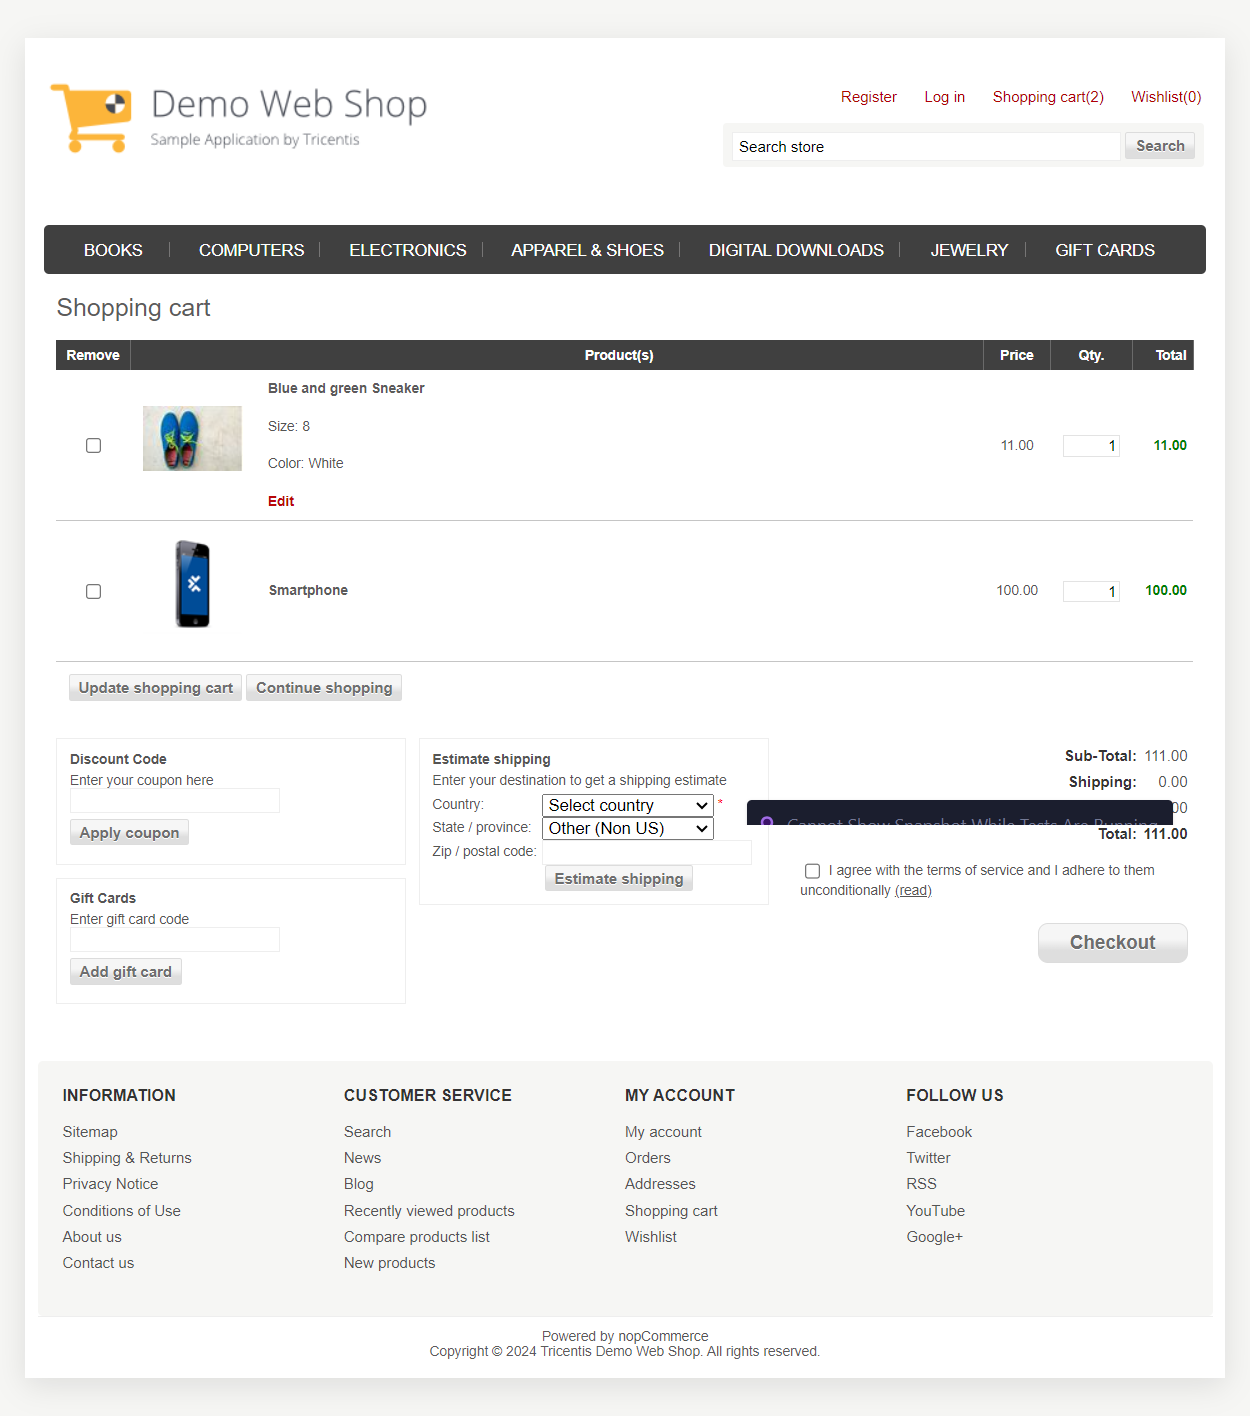 Demo Web Shop
Sample Application by Tricentis
Register Log in Shopping cart(2) Wishlist(0)
Search store Search
BOOKS COMPUTERS ELECTRONICS APPAREL & SHOES DIGITAL DOWNLOADS JEWELRY GIFT CARDS
Shopping cart
Remove Product(s) Price Qty. Total
Blue and green Sneaker
Size: 8
Color: White
Edit
11.00 1 11.00
Smartphone 100.00 1 100.00
Update shopping cart Continue shopping
Discount Code
Enter your coupon here
Apply coupon
Gift Cards
Enter gift card code
Add gift card
Estimate shipping
Enter your destination to get a shipping estimate
Country: Select country *
State / province: Other (Non US)
Zip / postal code:
Estimate shipping
Sub-Total: 111.00
Shipping: 0.00
Cannot Show Snapshot While Tests Are Running
Total: 111.00
I agree with the terms of service and I adhere to them
unconditionally (read)
Checkout
INFORMATION
Sitemap
Shipping & Returns
Privacy Notice
Conditions of Use
About us
Contact us
CUSTOMER SERVICE
Search
News
Blog
Recently viewed products
Compare products list
New products
MY ACCOUNT
My account
Orders
Addresses
Shopping cart
Wishlist
FOLLOW US
Facebook
Twitter
RSS
YouTube
Google+
Powered by nopCommerce
Copyright © 2024 Tricentis Demo Web Shop. All rights reserved.